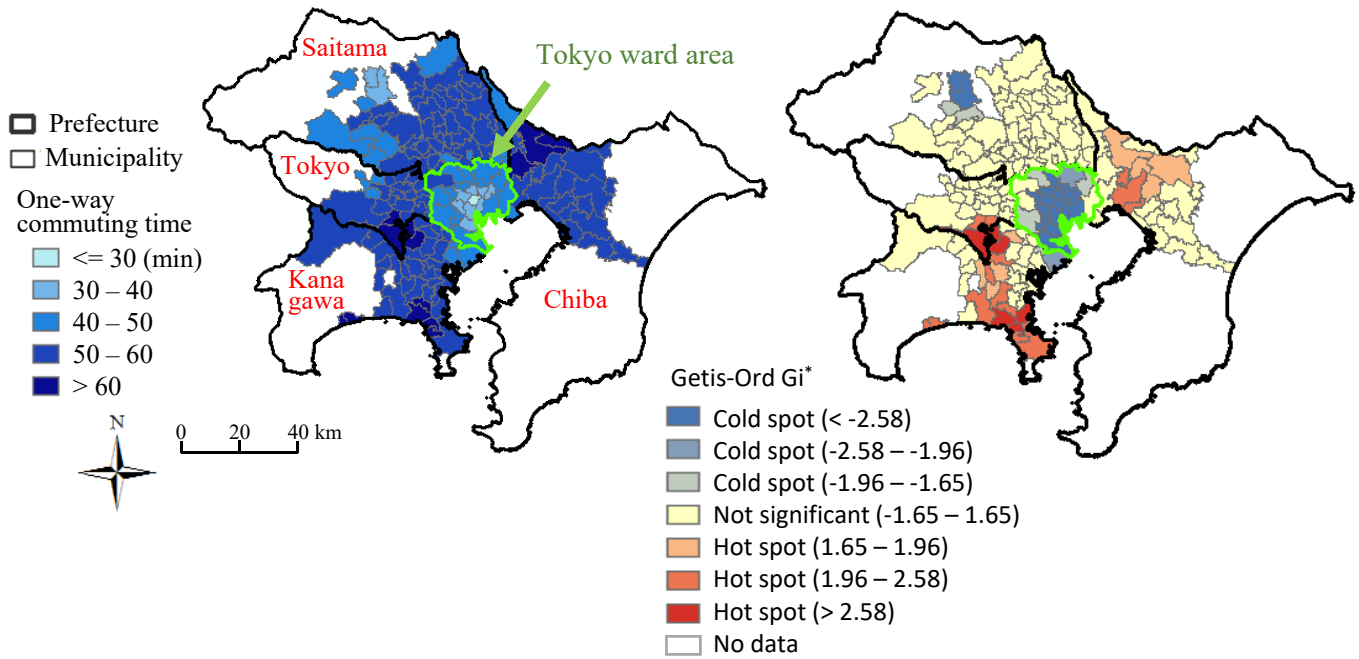 Saitama
Tokyo ward area
Prefecture
Municipality
Tokyo
One-way
commuting time
<= 30 (min)
30 – 40
40 – 50
50 – 60
> 60
Kana
gawa
Chiba
N
0 20 40 km
Getis-Ord Gi*
Cold spot (< -2.58)
Cold spot (-2.58 – -1.96)
Cold spot (-1.96 – -1.65)
Not significant (-1.65 – 1.65)
Hot spot (1.65 – 1.96)
Hot spot (1.96 – 2.58)
Hot spot (> 2.58)
No data